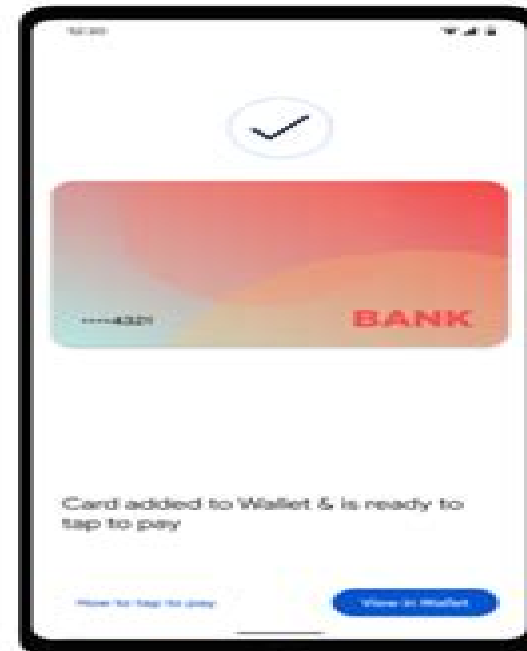 ····4321
BANK
Card added to Wallet & is ready to
tap to pay
How to tap to pay
View in Wallet